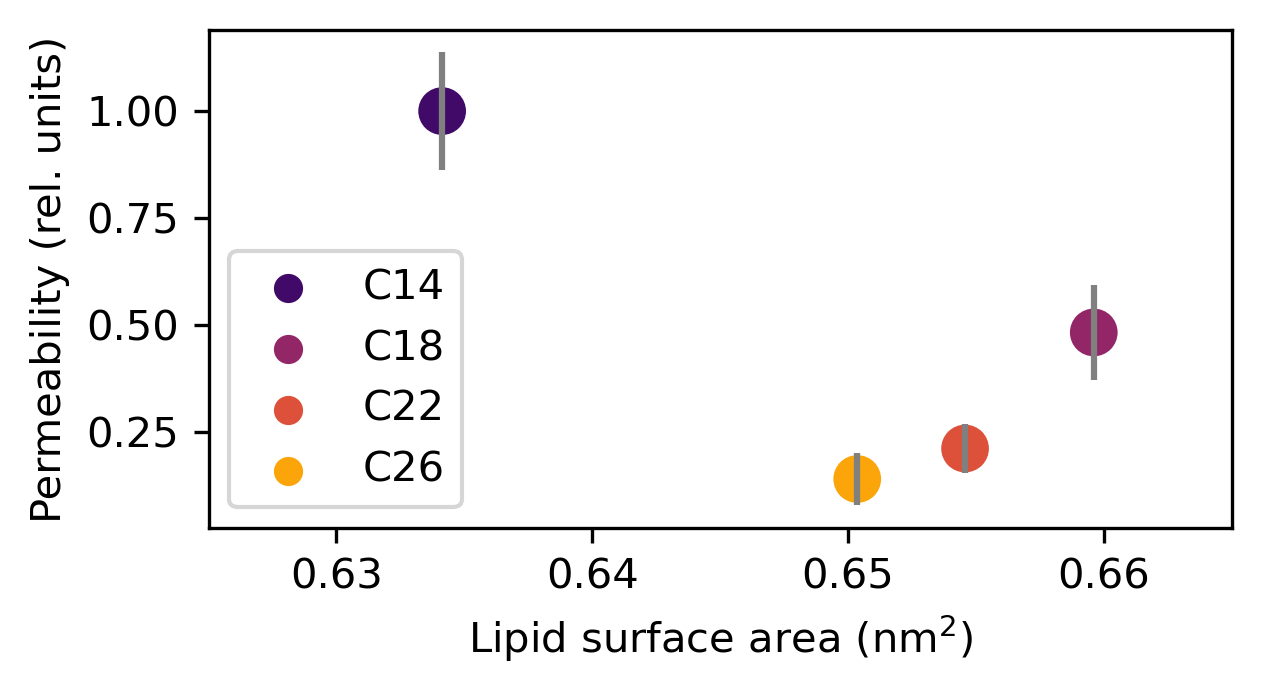 Permeability (rel. units)
1.00
0.75
0.50
0.25
C14
C18
C22
C26
0.63 0.64 0.65 0.66
Lipid surface area (nm²)